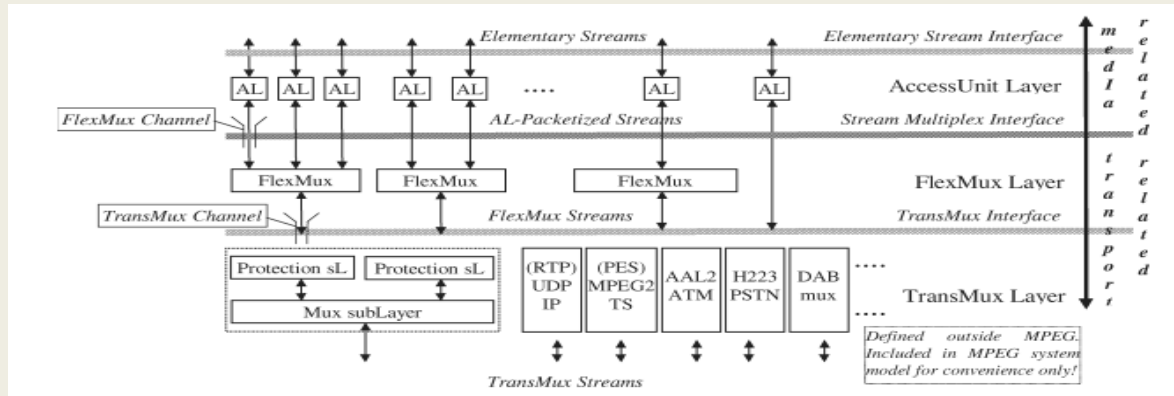 Elementary Streams
Elementary Stream Interface
AL AL AL AL AL .... AL AL
AccessUnit Layer
FlexMux Channel
AL-Packetized Streams
Stream Multiplex Interface
FlexMux FlexMux FlexMux
FlexMux Layer
TransMux Channel
FlexMux Streams
TransMux Interface
Protection sL Protection sL
Mux subLayer
(RTP)
UDP
IP
(PES)
MPEG2
TS
AAL2
ATM
H223
PSTN
DAB
mux
....
....
TransMux Layer
Defined outside MPEG.
Included in MPEG system
model for convenience only!
TransMux Streams
medIa
related
transport
related